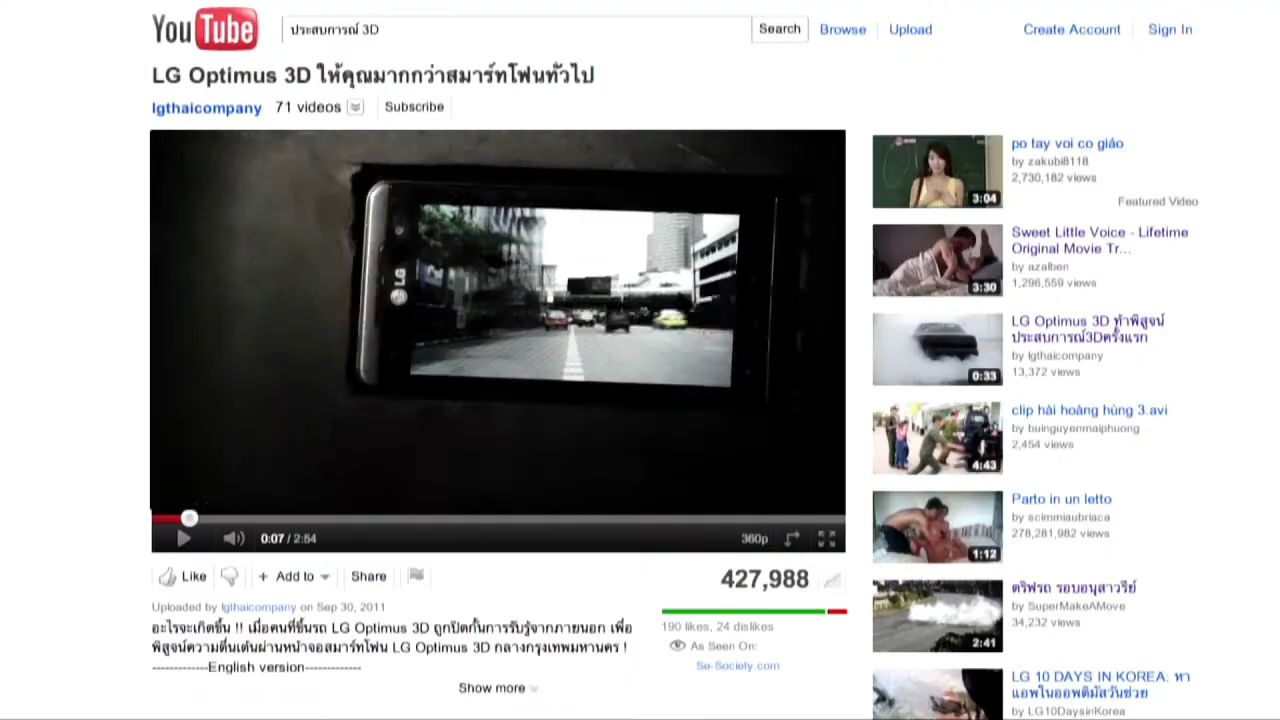 YouTube
ประสบการณ์ 3D
Search
Browse
Upload
Create Account
Sign In
LG Optimus 3D ให้คุณมากกว่าสมาร์ทโฟนทั่วไป
lgthaicompany 71 videos Subscribe
LG
0:07 / 2:54
360p
Like
+ Add to
Share
427,988
Uploaded by lgthaicompany on Sep 30, 2011
อะไรจะเกิดขึ้น !! เมื่อคนที่ขึ้นรถ LG Optimus 3D ถูกปิดกั้นการรับรู้จากภายนอก เพื่อ
พิสูจน์ความตื่นเต้นผ่านหน้าจอสมาร์ทโฟน LG Optimus 3D กลางกรุงเทพมหานคร !
------------English version------------
Show more
190 likes, 24 dislikes
As Seen On:
Se-Society.com
3:04
po tay voi co giáo
by zakubi8118
2,730,182 views
Featured Video
3:30
Sweet Little Voice - Lifetime
Original Movie Tr...
by azalben
1,296,559 views
0:33
LG Optimus 3D ท้าพิสูจน์
ประสบการณ์3Dครั้งแรก
by lgthaicompany
13,372 views
4:43
clip hài hoàng hùng 3.avi
by buinguyenmaiphuong
2,454 views
1:12
Parto in un letto
by scimmiaubriaca
278,281,982 views
2:41
ดริฟรถ รอบอนุสาวรีย์
by SuperMakeAMove
34,232 views
LG 10 DAYS IN KOREA: หา
แอพในออพติมัสวันช่วย
by LG10DaysinKorea